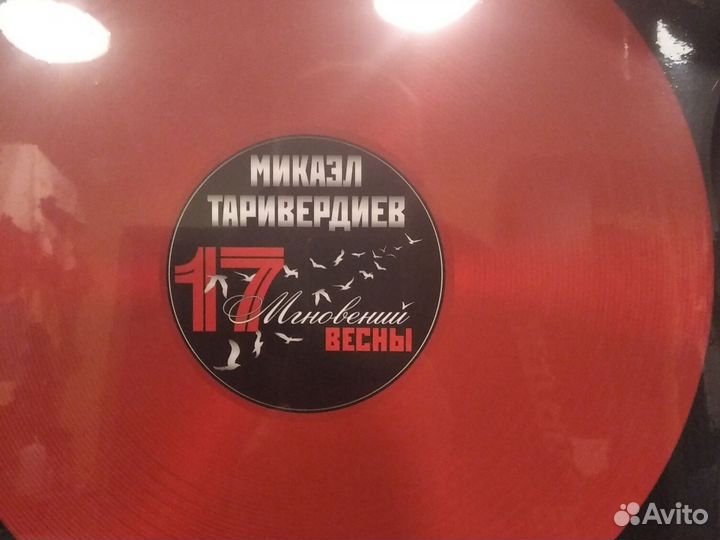 МИКАЭЛ
ТАРИВЕРДИЕВ
17
Мгновений
ВЕСНЫ
Avito